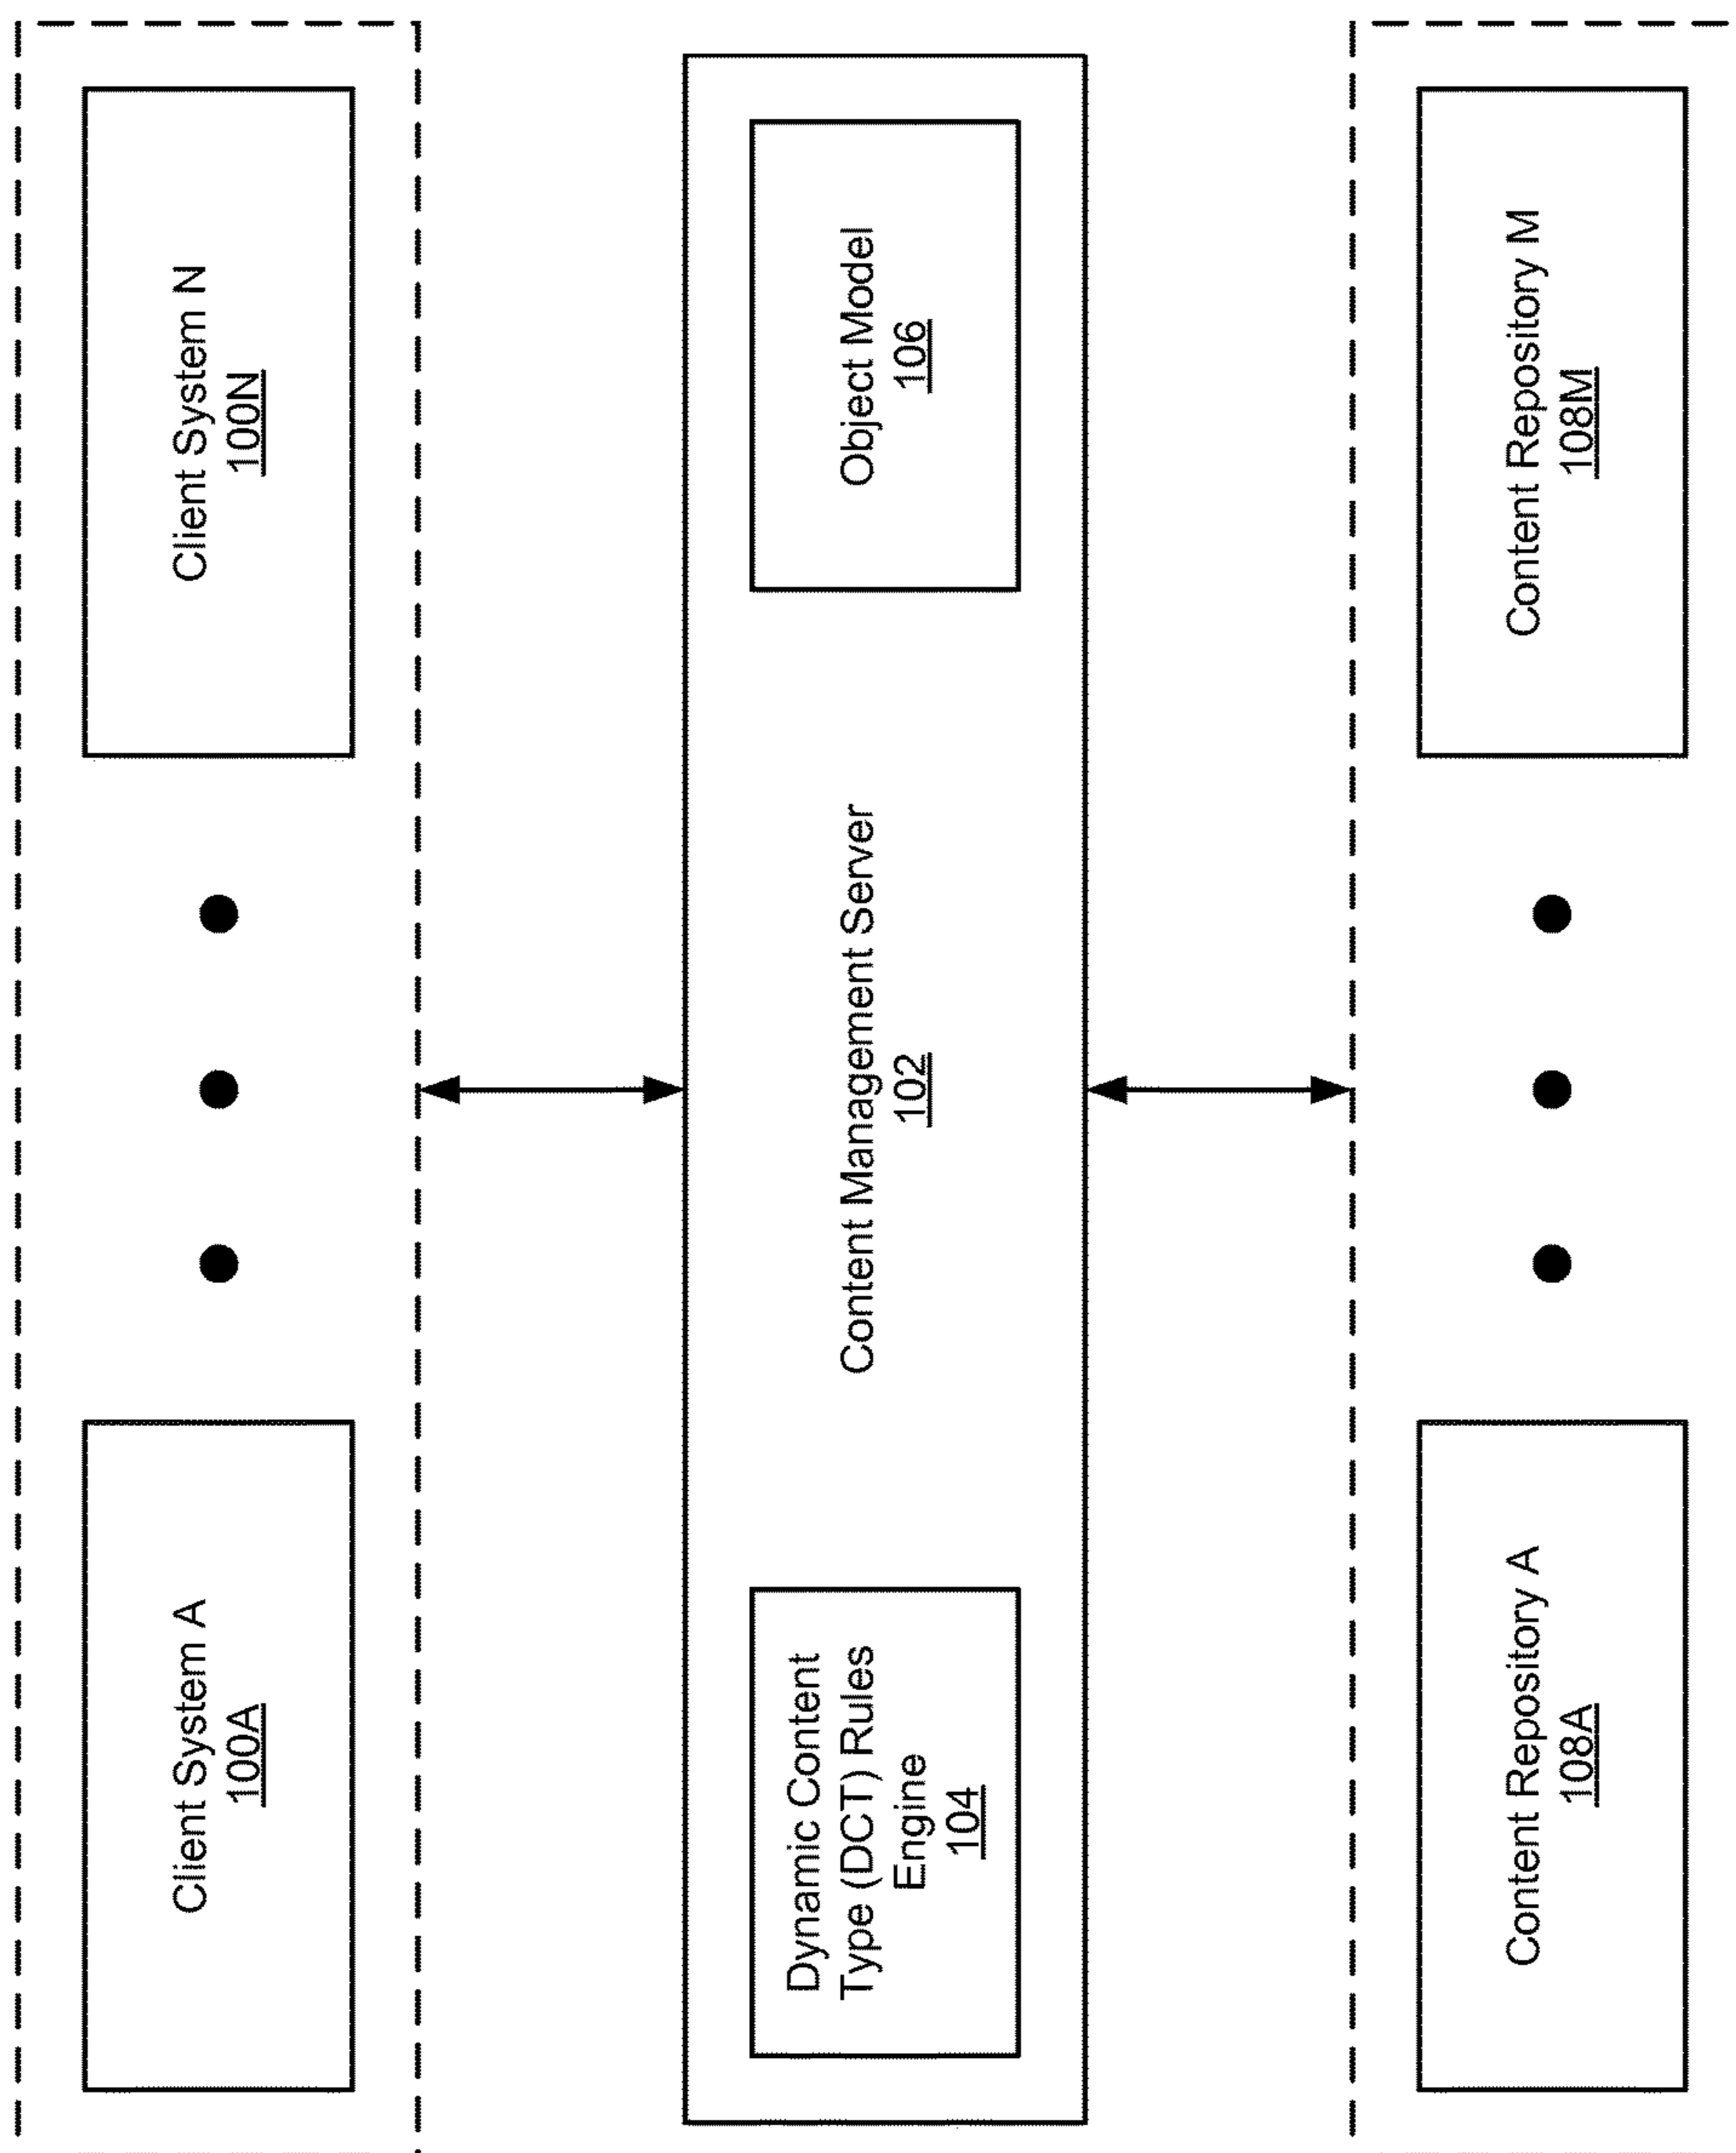 Client System A
100A
Client System N
100N
Dynamic Content
Type (DCT) Rules
Engine
104
Content Management Server
102
Object Model
106
Content Repository A
108A
Content Repository M
108M